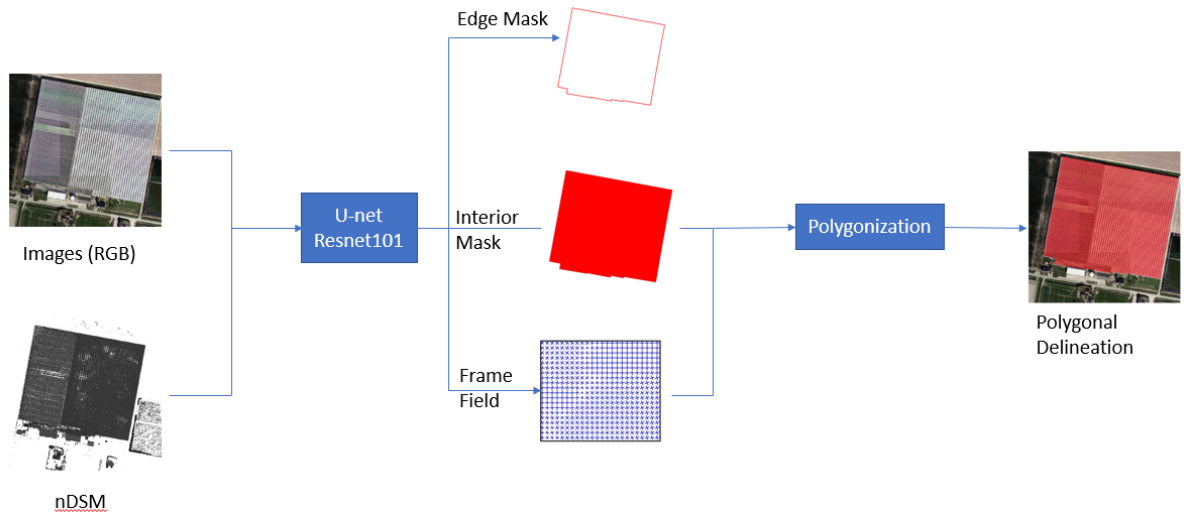 Edge Mask
Images (RGB)
U-net
Resnet101
Interior
Mask
Polygonization
Polygonal
Delineation
Frame
Field
nDSM